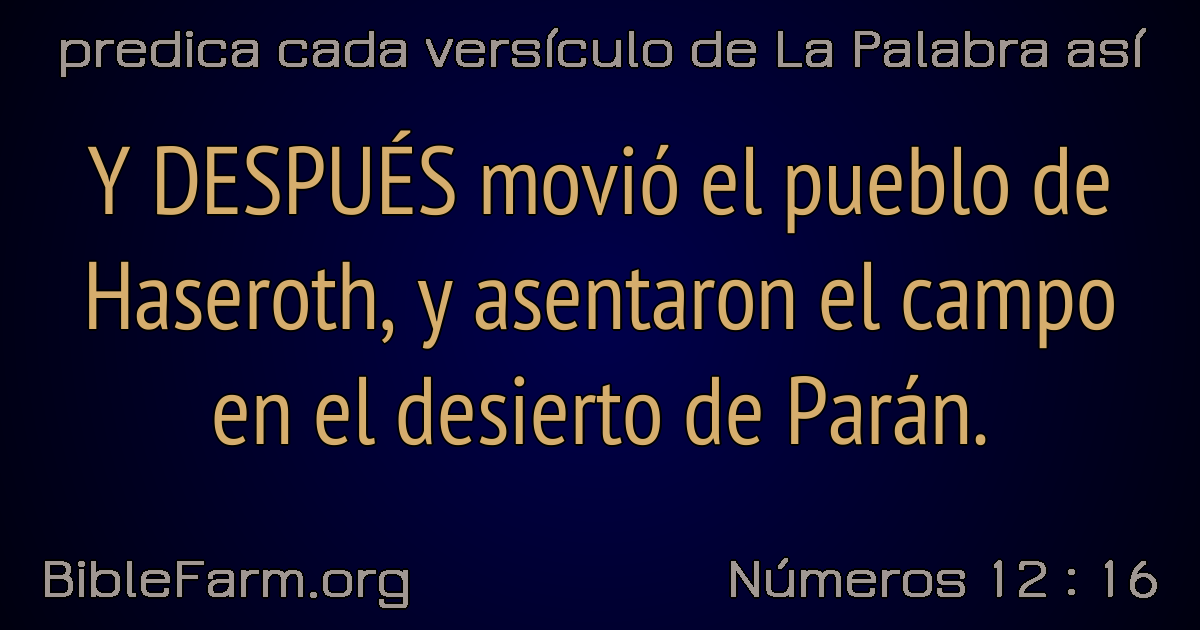 predica cada versículo de La Palabra así
Y DESPUÉS movió el pueblo de
Haseroth, y asentaron el campo
en el desierto de Parán.
BibleFarm.org
Números 12 : 16